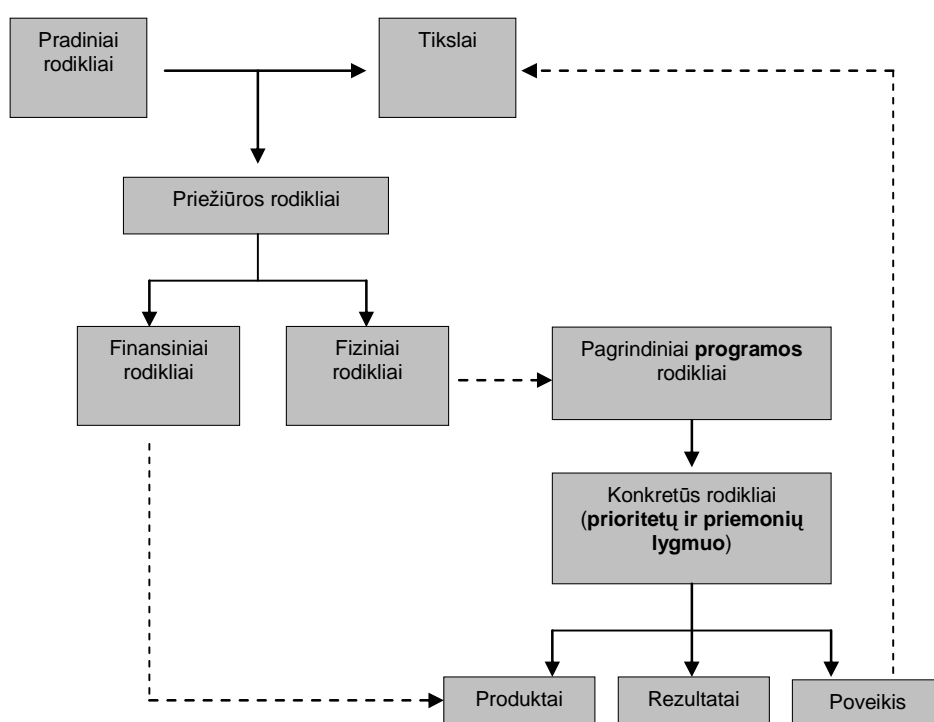 Pradiniai
rodikliai
Tikslai
Priežiūros rodikliai
Finansiniai
rodikliai
Fiziniai
rodikliai
Pagrindiniai programos
rodikliai
Konkretūs rodikliai
(prioritetų ir priemonių
lygmuo)
Produktai
Rezultatai
Poveikis